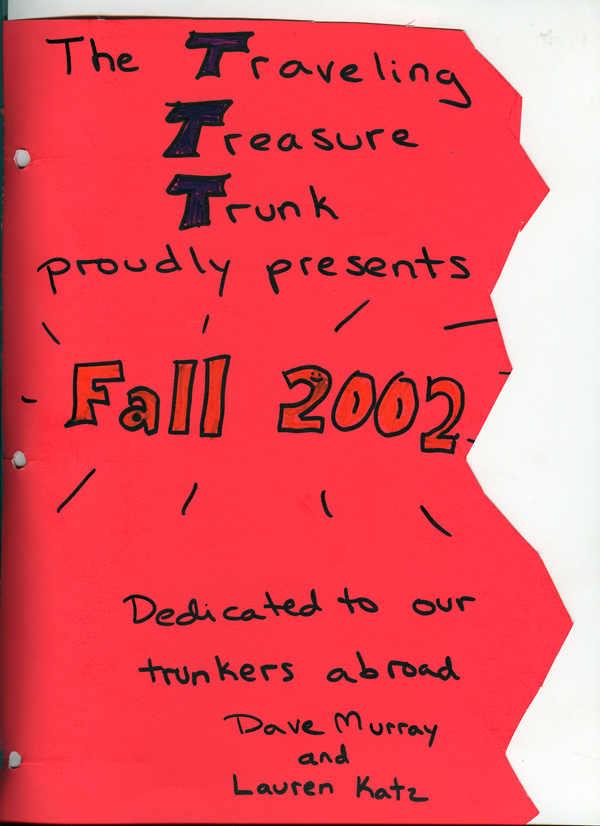 The Traveling
Treasure
Trunk
proudly presents
Fall 2002
Dedicated to our
trunkers abroad
Dave Murray
and
Lauren Katz